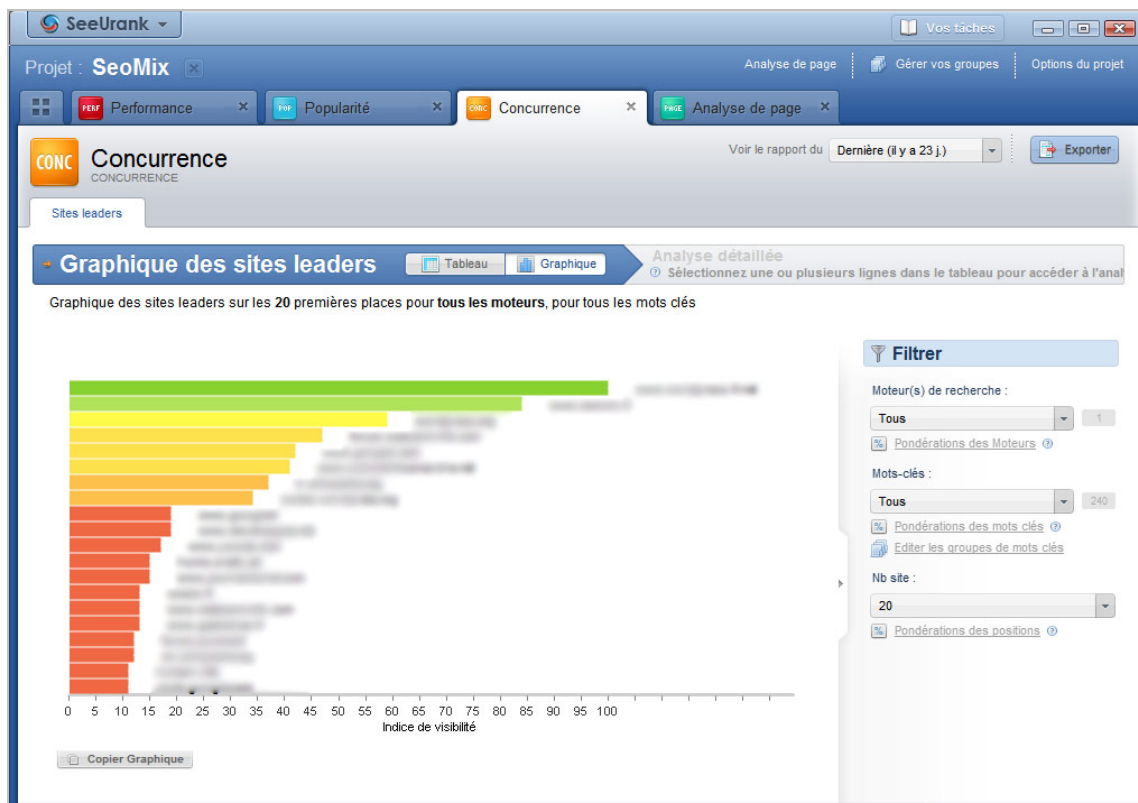 SeeUrank
Vos tâches
Projet : SeoMix
Analyse de page
Gérer vos groupes
Options du projet
PERF Performance
POP Popularité
CONC Concurrence
PAGE Analyse de page
CONC Concurrence
CONCURRENCE
Voir le rapport du Dernière (il y a 23 j.)
Exporter
Sites leaders
Graphique des sites leaders
Tableau
Graphique
Analyse détaillée
Sélectionnez une ou plusieurs lignes dans le tableau pour accéder à l'anal
Graphique des sites leaders sur les 20 premières places pour tous les moteurs, pour tous les mots clés
Filtrer
Moteur(s) de recherche :
Tous 1
% Pondérations des Moteurs ?
Mots-clés :
Tous 240
% Pondérations des mots clés ?
Editer les groupes de mots clés
Nb site :
20
% Pondérations des positions ?
0 5 10 15 20 25 30 35 40 45 50 55 60 65 70 75 80 85 90 95 100
Indice de visibilité
Copier Graphique